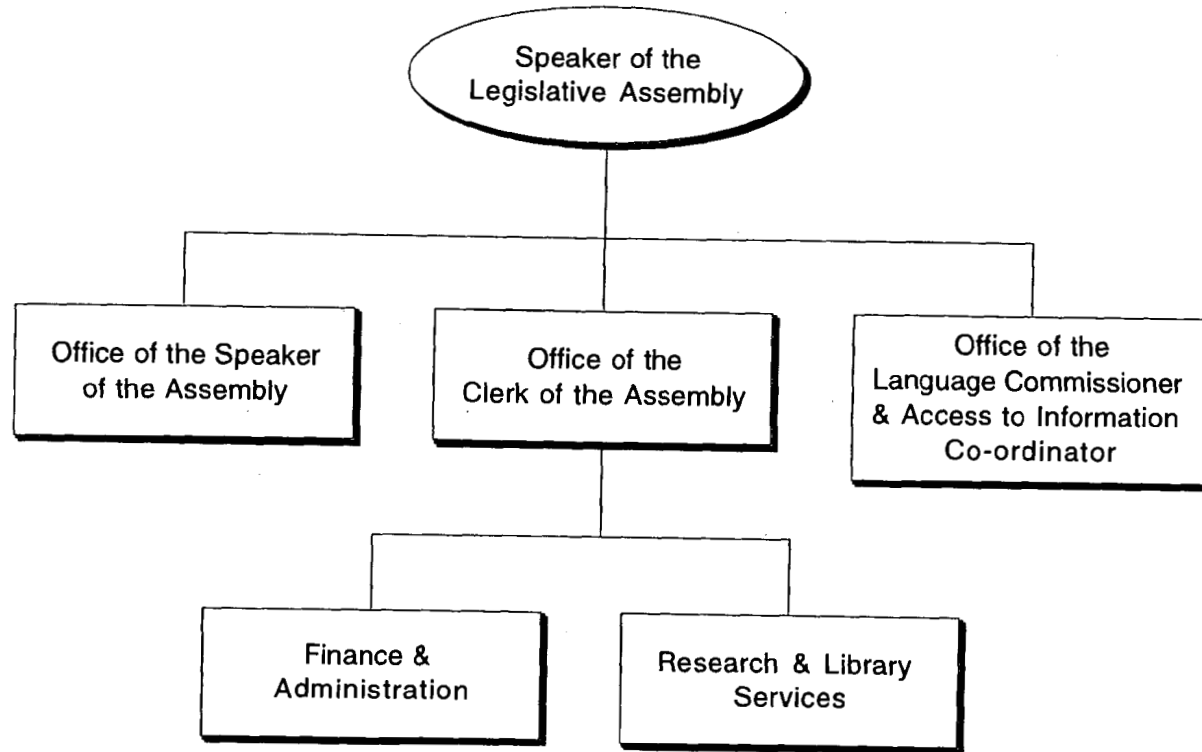 Speaker of the
Legislative Assembly
Office of the Speaker
of the Assembly
Office of the
Clerk of the Assembly
Office of the
Language Commissioner
& Access to Information
Co-ordinator
Finance &
Administration
Research & Library
Services